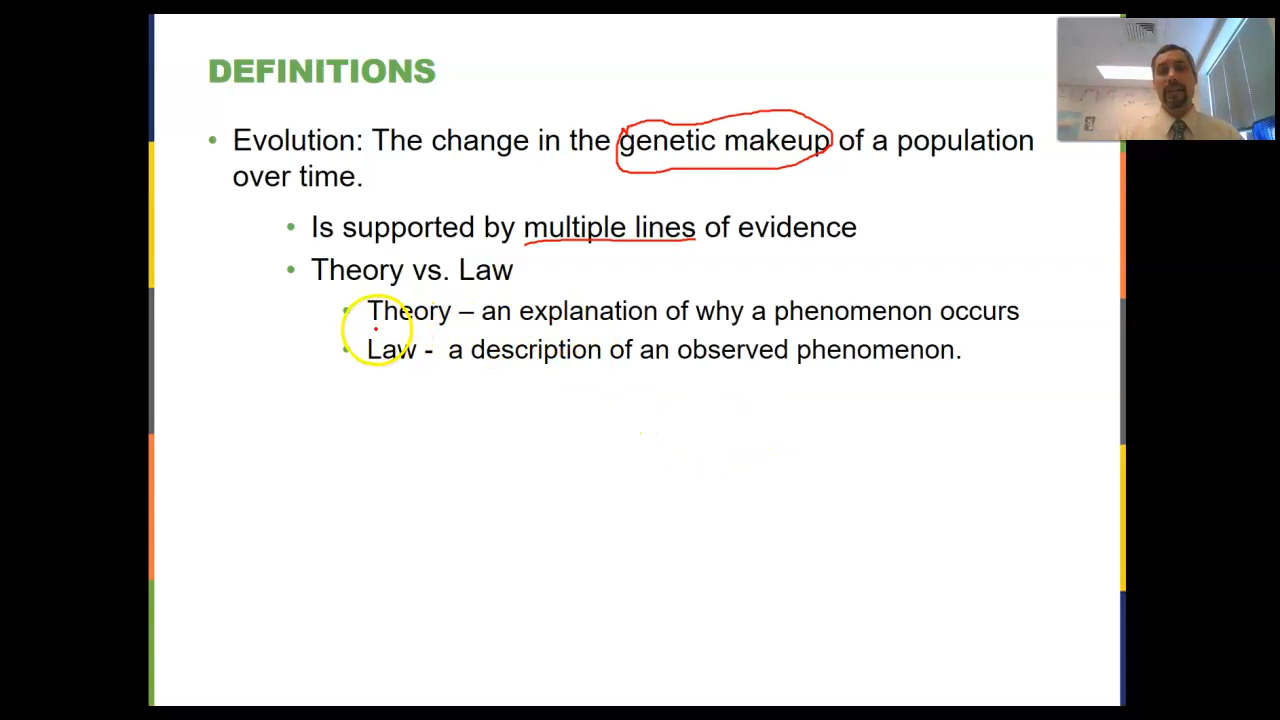 DEFINITIONS
• Evolution: The change in the genetic makeup of a population
over time.
• Is supported by multiple lines of evidence
• Theory vs. Law
• Theory – an explanation of why a phenomenon occurs
• Law - a description of an observed phenomenon.